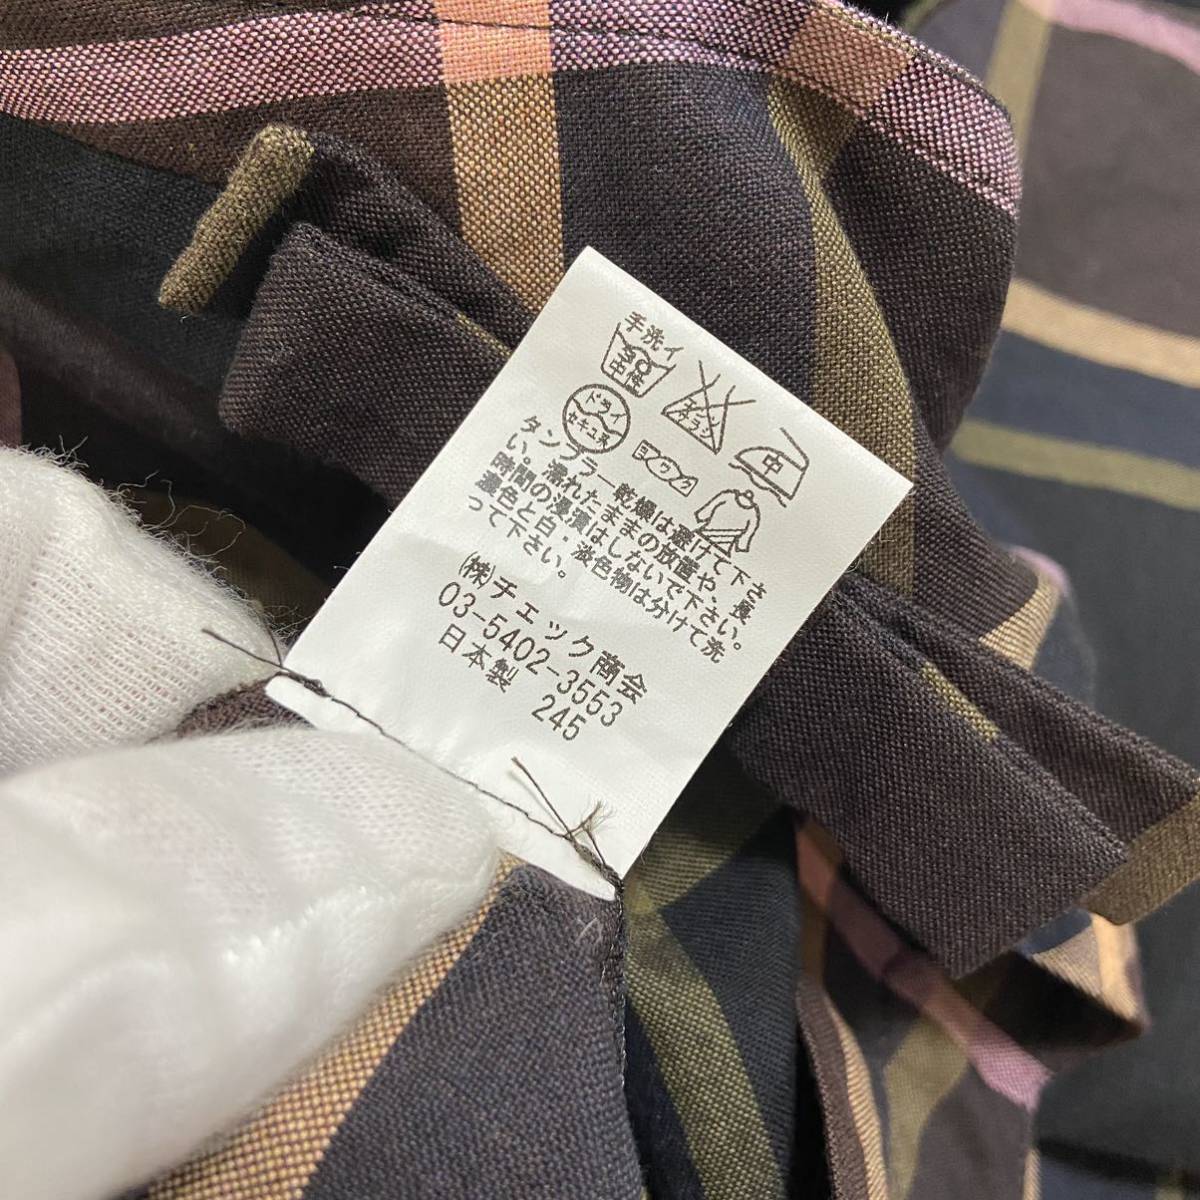 手洗イ
30
中性
エンソ
サラシ
中
ドライ
セキユ系
ヨワク
タンブラー乾燥は避けて下さ
い。濡れたままの放置や、長
時間の浸漬はしないで下さい。
濃色と白・淡色物は分けて洗
って下さい。
(株)チェック商会
03-5402-3553
日本製 245